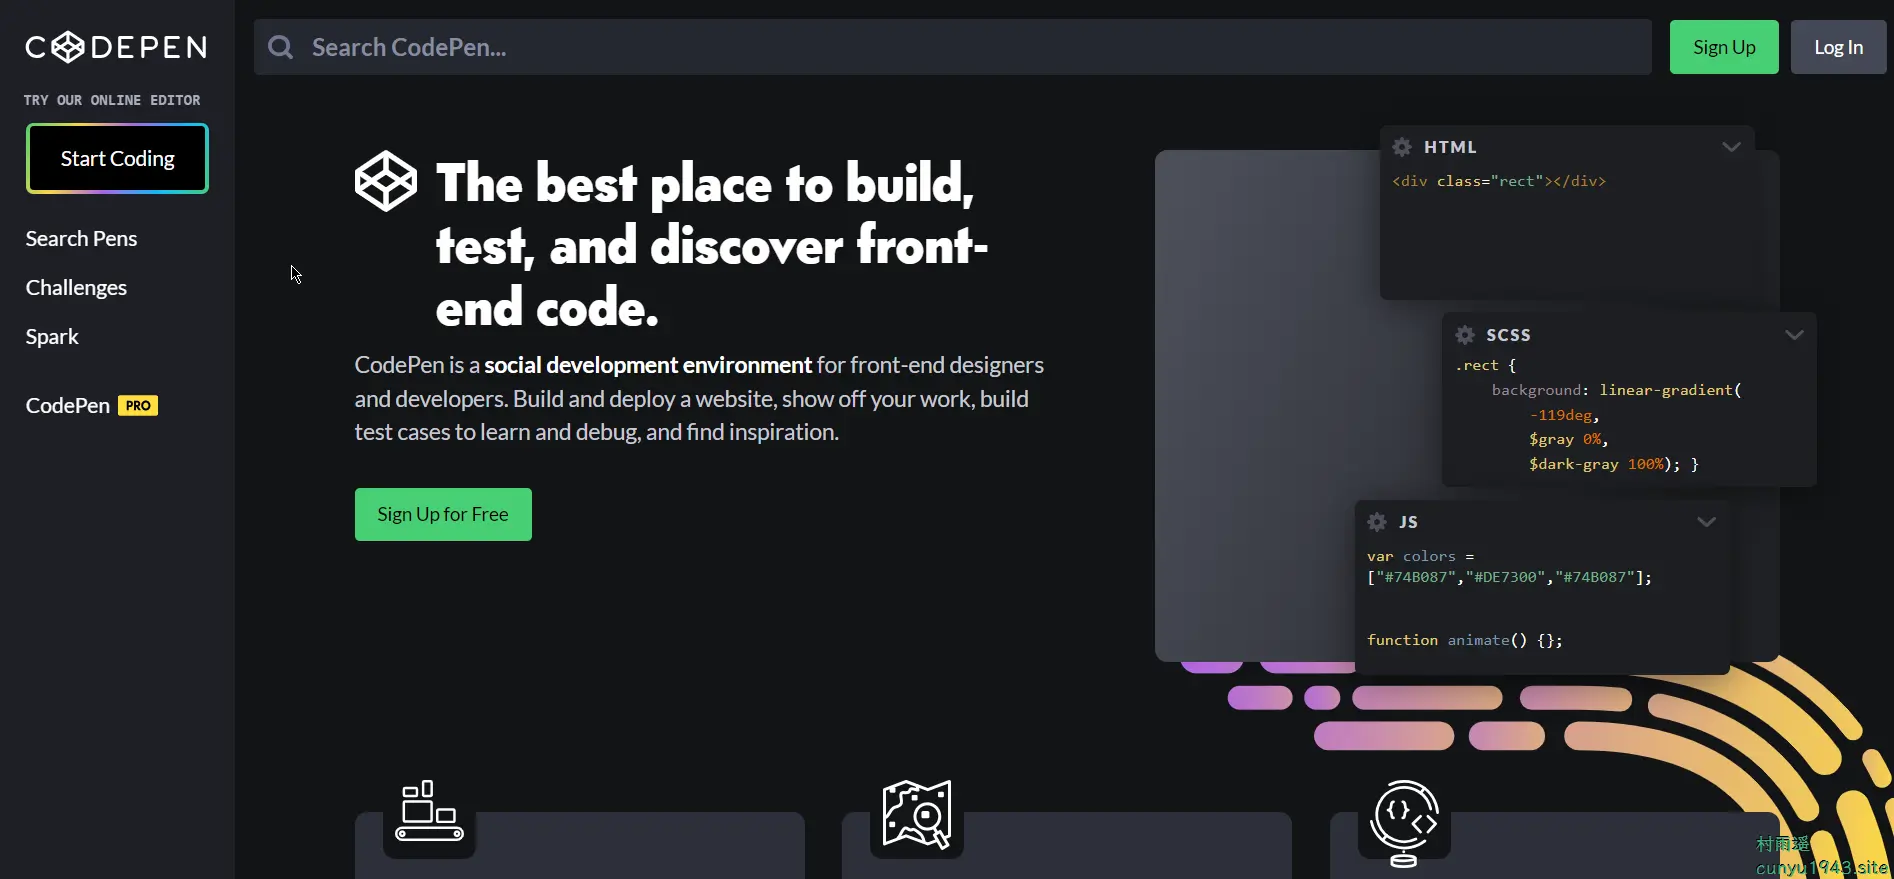 CODEPEN
TRY OUR ONLINE EDITOR
Start Coding
Search Pens
Challenges
Spark
CodePen PRO
Search CodePen...
Sign Up
Log In
The best place to build,
test, and discover front-
end code.
CodePen is a social development environment for front-end designers
and developers. Build and deploy a website, show off your work, build
test cases to learn and debug, and find inspiration.
Sign Up for Free
HTML
<div class="rect"></div>
SCSS
.rect {
background: linear-gradient(
-119deg,
$gray 0%,
$dark-gray 100%); }
JS
var colors =
["#74B087","#DE7300","#74B087"];
function animate() {};
村雨遥
cunyu1943.site